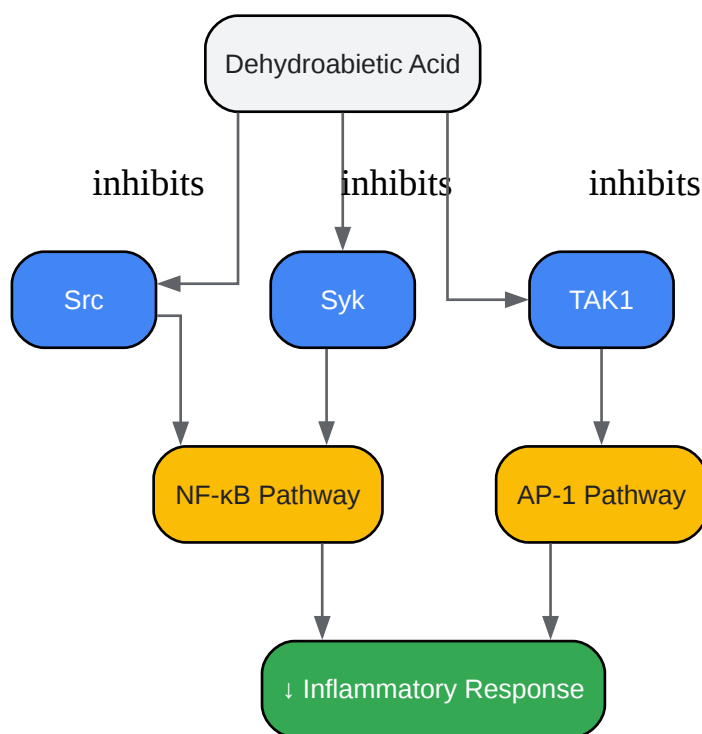 Dehydroabietic Acid
inhibits inhibits inhibits
Src Syk TAK1
NF-κB Pathway AP-1 Pathway
↓ Inflammatory Response